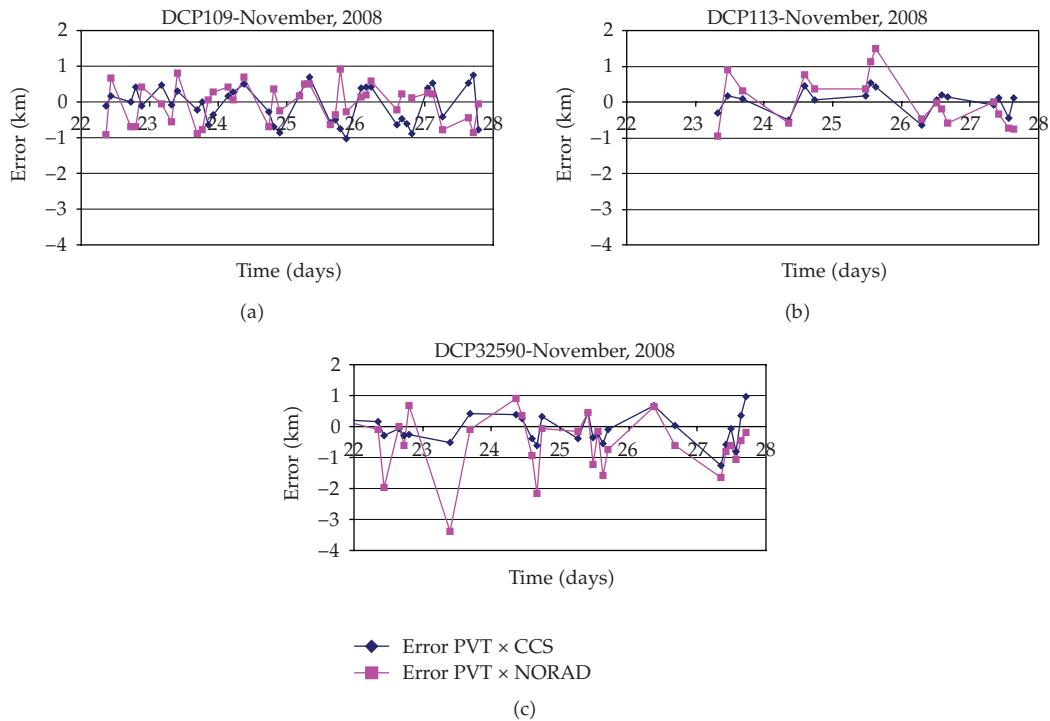 DCP109-November, 2008
2
1
0
−1
−2
−3
−4
22 23 24 25 26 27 28
Error (km)
Time (days)
(a)
DCP113-November, 2008
2
1
0
−1
−2
−3
−4
22 23 24 25 26 27 28
Error (km)
Time (days)
(b)
DCP32590-November, 2008
2
1
0
−1
−2
−3
−4
22 23 24 25 26 27 28
Error (km)
Time (days)
Error PVT × CCS
Error PVT × NORAD
(c)